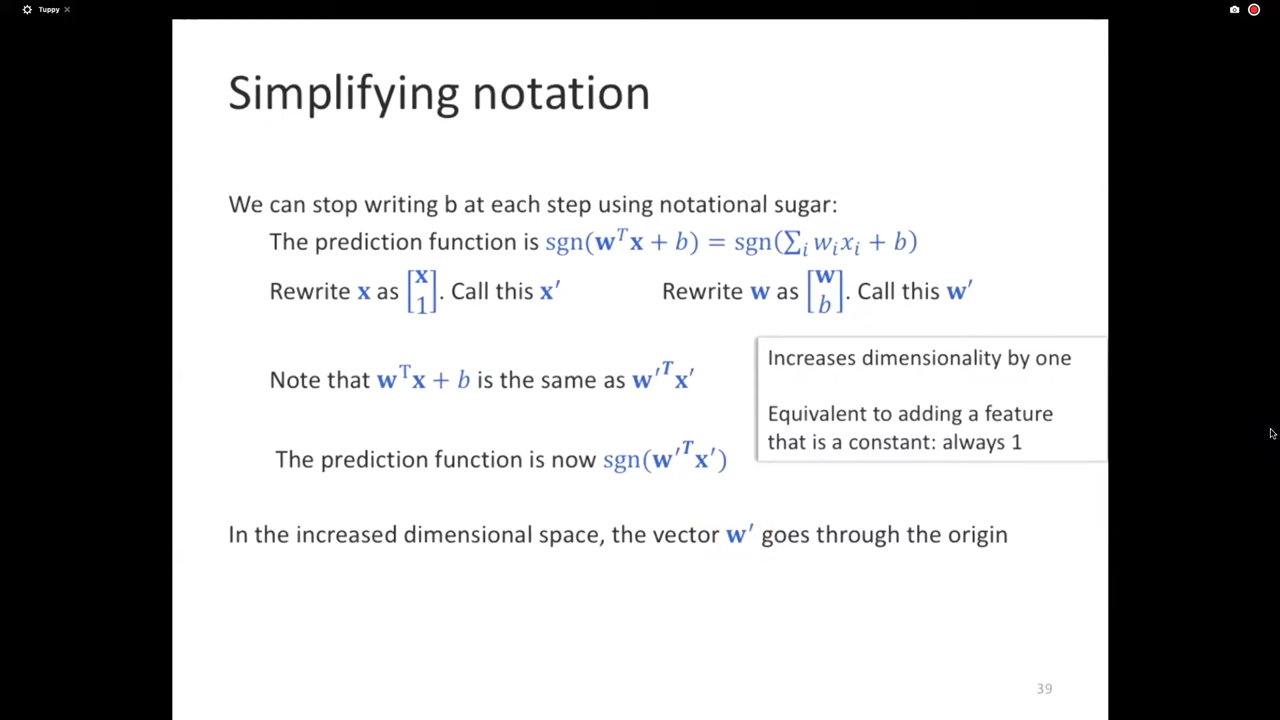 Tuppy
Simplifying notation
We can stop writing b at each step using notational sugar:
The prediction function is sgn(𝐰ᵀ𝐱 + b) = sgn(∑ᵢ wᵢxᵢ + b)
Rewrite 𝐱 as [𝐱 1]. Call this 𝐱′ Rewrite 𝐰 as [𝐰 b]. Call this 𝐰′
Note that 𝐰ᵀ𝐱 + b is the same as 𝐰′ᵀ𝐱′
The prediction function is now sgn(𝐰′ᵀ𝐱′)
Increases dimensionality by one
Equivalent to adding a feature
that is a constant: always 1
In the increased dimensional space, the vector 𝐰′ goes through the origin
39